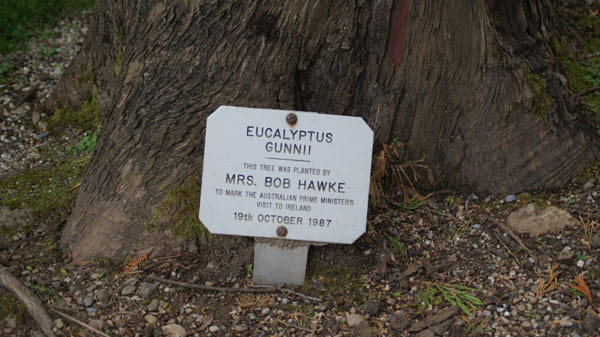 EUCALYPTUS
GUNNII
THIS TREE WAS PLANTED BY
MRS. BOB HAWKE
TO MARK THE AUSTRALIAN PRIME MINISTER'S
VISIT TO IRELAND
19th OCTOBER 1987